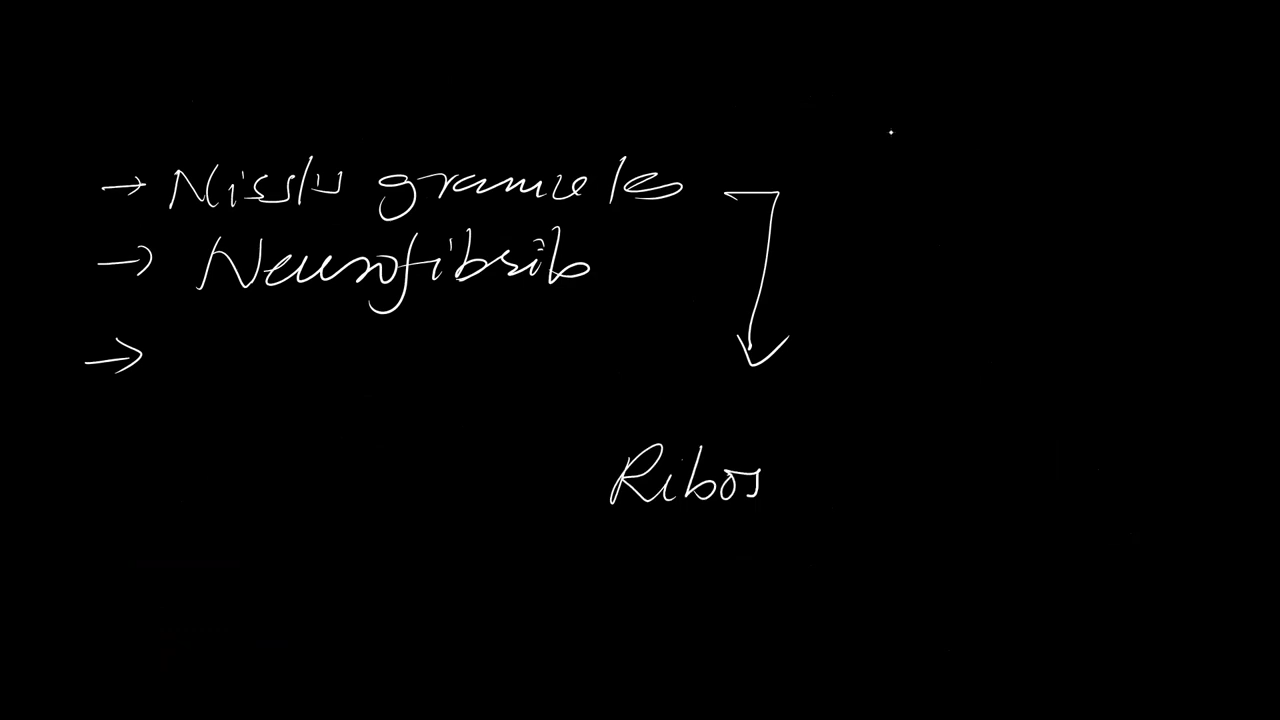 → Nissl's granules
→ Neurofibrils
→
Ribos